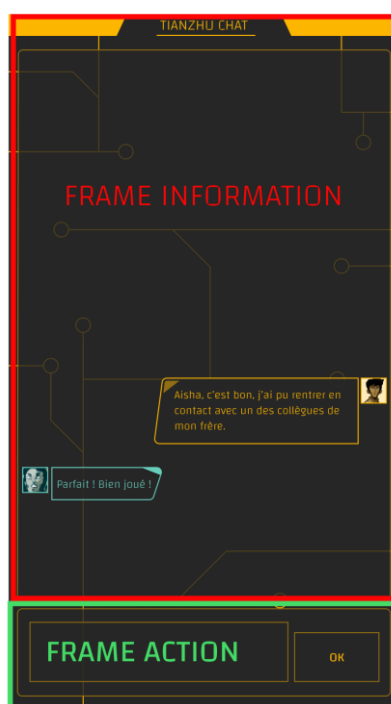 TIANZHU CHAT
FRAME INFORMATION
Aisha, c'est bon, j'ai pu rentrer en
contact avec un des collègues de
mon frère.
Parfait ! Bien joué !
FRAME ACTION
OK